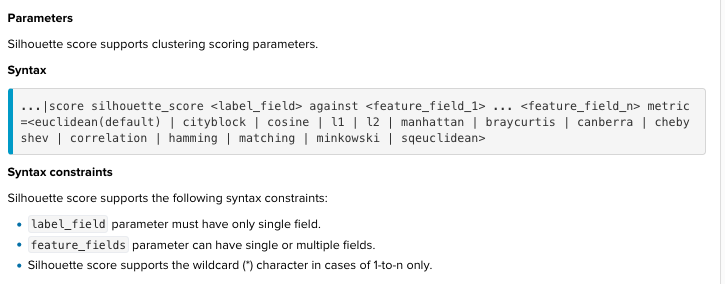 Parameters
Silhouette score supports clustering scoring parameters.
Syntax
...|score silhouette_score <label_field> against <feature_field_1> ... <feature_field_n> metric
=<euclidean(default) | cityblock | cosine | l1 | l2 | manhattan | braycurtis | canberra | cheby
shev | correlation | hamming | matching | minkowski | sqeuclidean>
Syntax constraints
Silhouette score supports the following syntax constraints:
• label_field parameter must have only single field.
• feature_fields parameter can have single or multiple fields.
• Silhouette score supports the wildcard (*) character in cases of 1-to-n only.